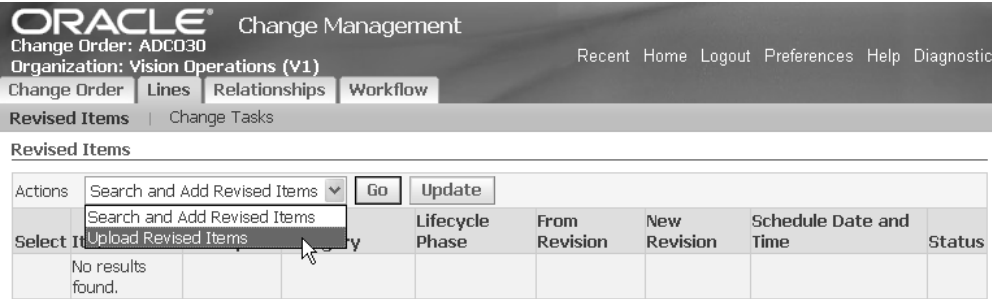 ORACLE® Change Management
Change Order: ADCO30
Organization: Vision Operations (V1)
Recent Home Logout Preferences Help Diagnostic
Change Order Lines Relationships Workflow
Revised Items | Change Tasks
Revised Items
Actions Search and Add Revised Items Go Update
Search and Add Revised Items
Upload Revised Items
Select Lifecycle Phase From Revision New Revision Schedule Date and Time Status
No results found.